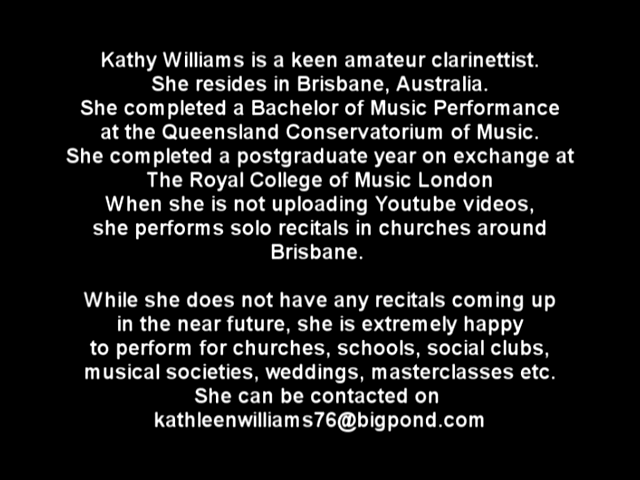 Kathy Williams is a keen amateur clarinettist.
She resides in Brisbane, Australia.
She completed a Bachelor of Music Performance
at the Queensland Conservatorium of Music.
She completed a postgraduate year on exchange at
The Royal College of Music London
When she is not uploading Youtube videos,
she performs solo recitals in churches around
Brisbane.
While she does not have any recitals coming up
in the near future, she is extremely happy
to perform for churches, schools, social clubs,
musical societies, weddings, masterclasses etc.
She can be contacted on
kathleenwilliams76@bigpond.com